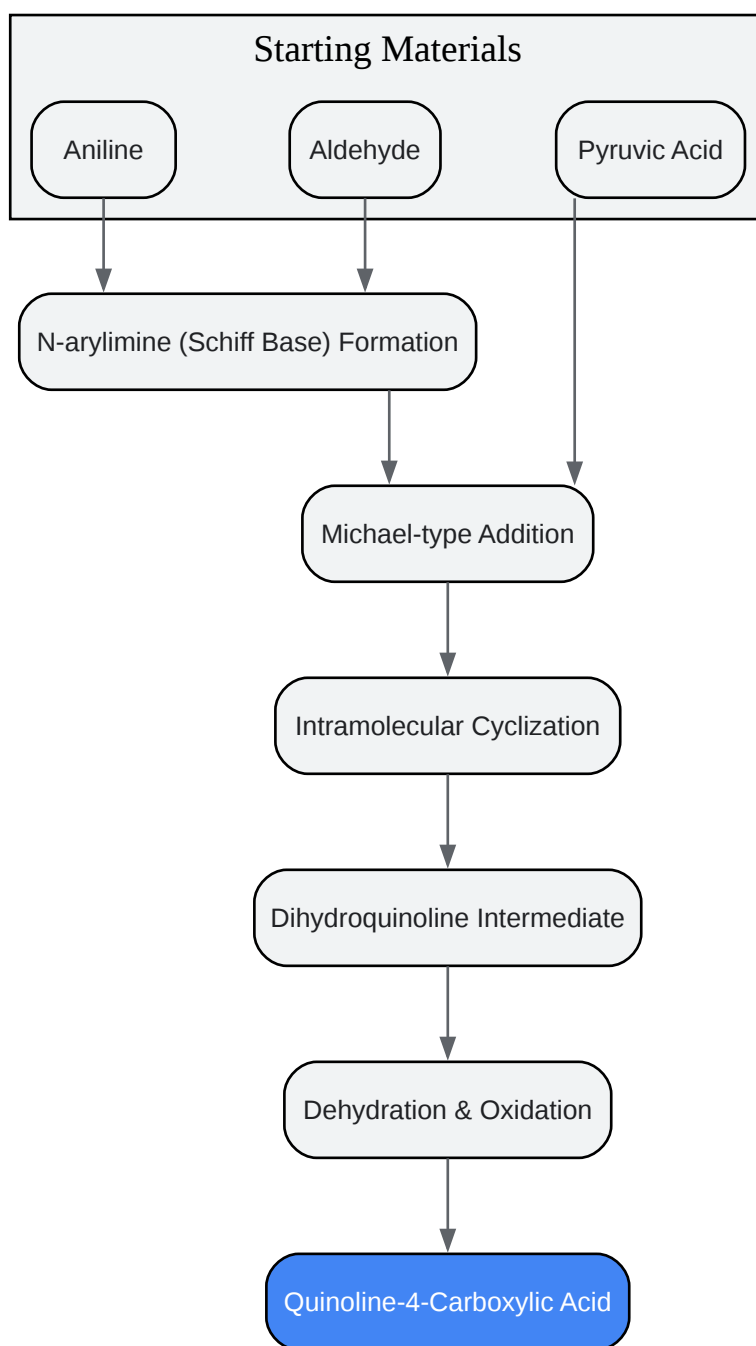 Starting Materials
Aniline
Aldehyde
Pyruvic Acid
N-arylimine (Schiff Base) Formation
Michael-type Addition
Intramolecular Cyclization
Dihydroquinoline Intermediate
Dehydration & Oxidation
Quinoline-4-Carboxylic Acid